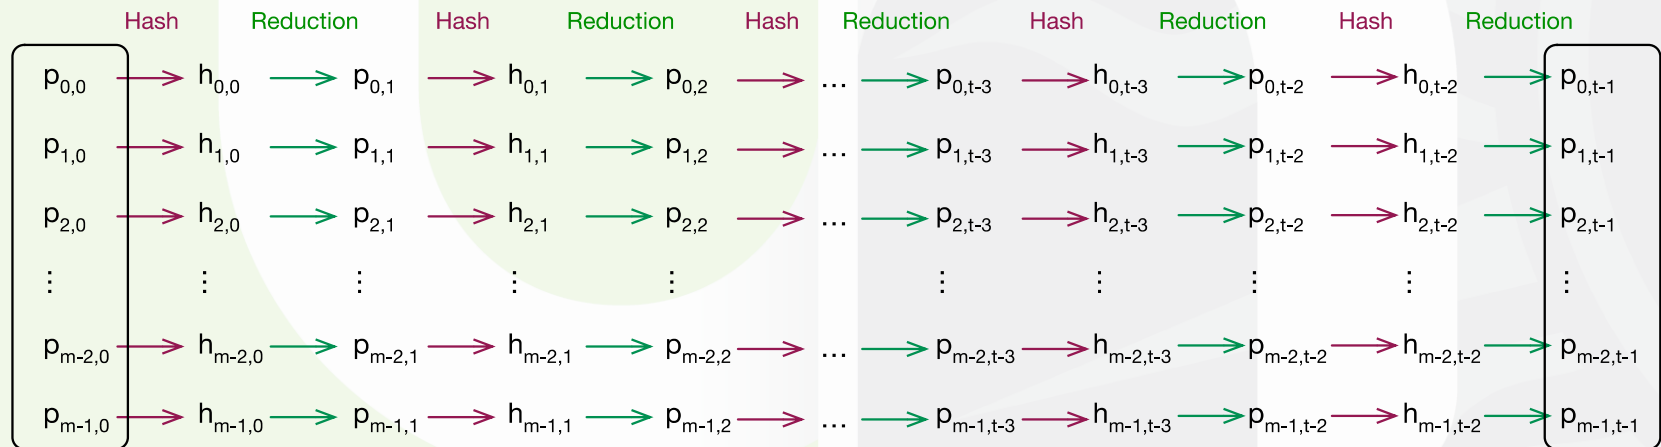 Hash Reduction Hash Reduction Hash Reduction Hash Reduction Hash Reduction
p0,0 h0,0 p0,1 h0,1 p0,2 ... p0,t-3 h0,t-3 p0,t-2 h0,t-2 p0,t-1
p1,0 h1,0 p1,1 h1,1 p1,2 ... p1,t-3 h1,t-3 p1,t-2 h1,t-2 p1,t-1
p2,0 h2,0 p2,1 h2,1 p2,2 ... p2,t-3 h2,t-3 p2,t-2 h2,t-2 p2,t-1
⋮ ⋮ ⋮ ⋮ ⋮ ⋮ ⋮ ⋮ ⋮ ⋮
pm-2,0 hm-2,0 pm-2,1 hm-2,1 pm-2,2 ... pm-2,t-3 hm-2,t-3 pm-2,t-2 hm-2,t-2 pm-2,t-1
pm-1,0 hm-1,0 pm-1,1 hm-1,1 pm-1,2 ... pm-1,t-3 hm-1,t-3 pm-1,t-2 hm-1,t-2 pm-1,t-1